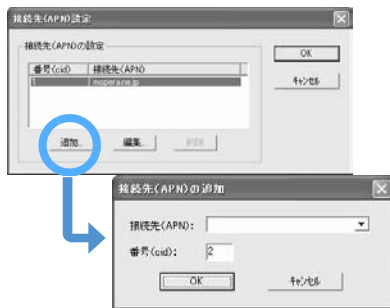 接続先(APN)設定
接続先(APN)の設定
番号(cid) 接続先(APN)
1 mopera.ne.jp
追加... 編集... 削除
OK
キャンセル
接続先(APN)の追加
接続先(APN):
番号(cid): 2
OK キャンセル